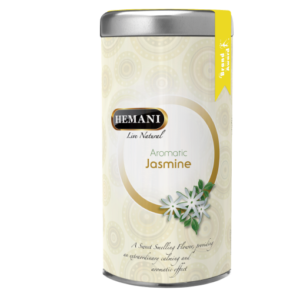 HEMANI
Live Natural
Aromatic
Jasmine
A Sweet Smelling Flower, providing
an extraordinary calming and
aromatic effect